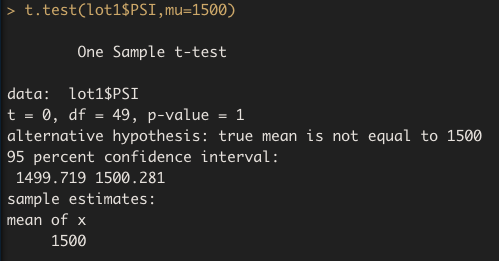 > t.test(lot1$PSI,mu=1500)
One Sample t-test
data:  lot1$PSI
t = 0, df = 49, p-value = 1
alternative hypothesis: true mean is not equal to 1500
95 percent confidence interval:
1499.719 1500.281
sample estimates:
mean of x
1500